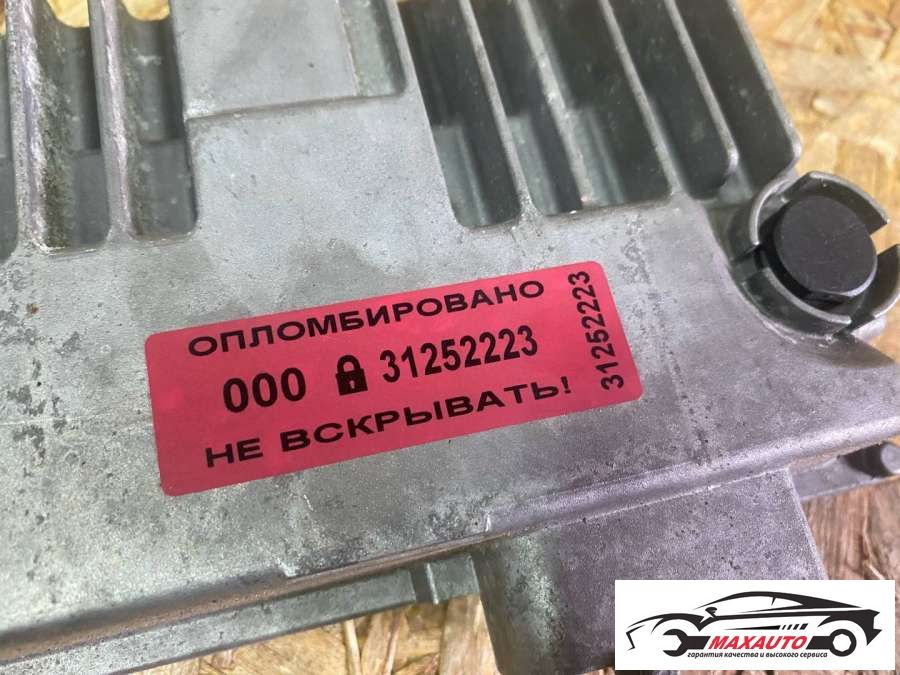 ОПЛОМБИРОВАНО
000 31252223
НЕ ВСКРЫВАТЬ!
31252223
MAXAUTO
гарантия качества и высокого сервиса